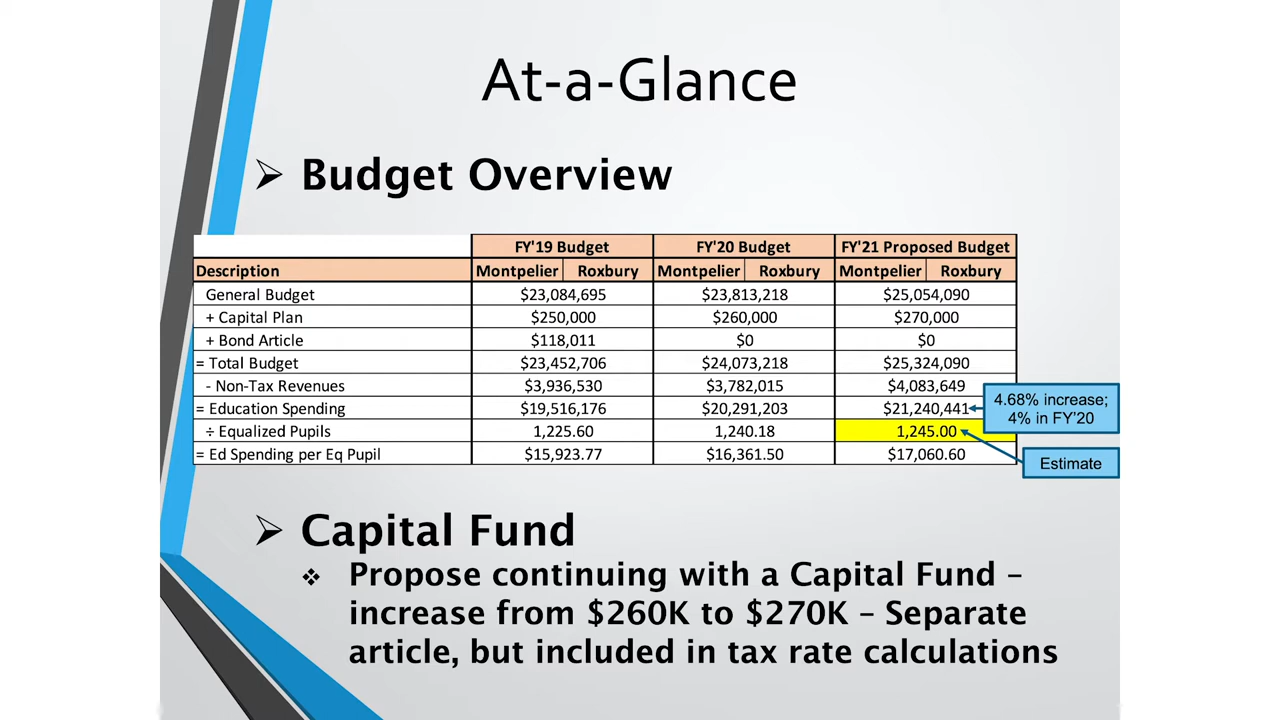 At-a-Glance
➢ Budget Overview
FY'19 Budget FY'20 Budget FY'21 Proposed Budget
Description Montpelier Roxbury Montpelier Roxbury Montpelier Roxbury
General Budget $23,084,695 $23,813,218 $25,054,090
+ Capital Plan $250,000 $260,000 $270,000
+ Bond Article $118,011 $0 $0
= Total Budget $23,452,706 $24,073,218 $25,324,090
- Non-Tax Revenues $3,936,530 $3,782,015 $4,083,649
= Education Spending $19,516,176 $20,291,203 $21,240,441
4.68% increase;
4% in FY'20
÷ Equalized Pupils 1,225.60 1,240.18 1,245.00
= Ed Spending per Eq Pupil $15,923.77 $16,361.50 $17,060.60
Estimate
➢ Capital Fund
❖ Propose continuing with a Capital Fund –
increase from $260K to $270K – Separate
article, but included in tax rate calculations